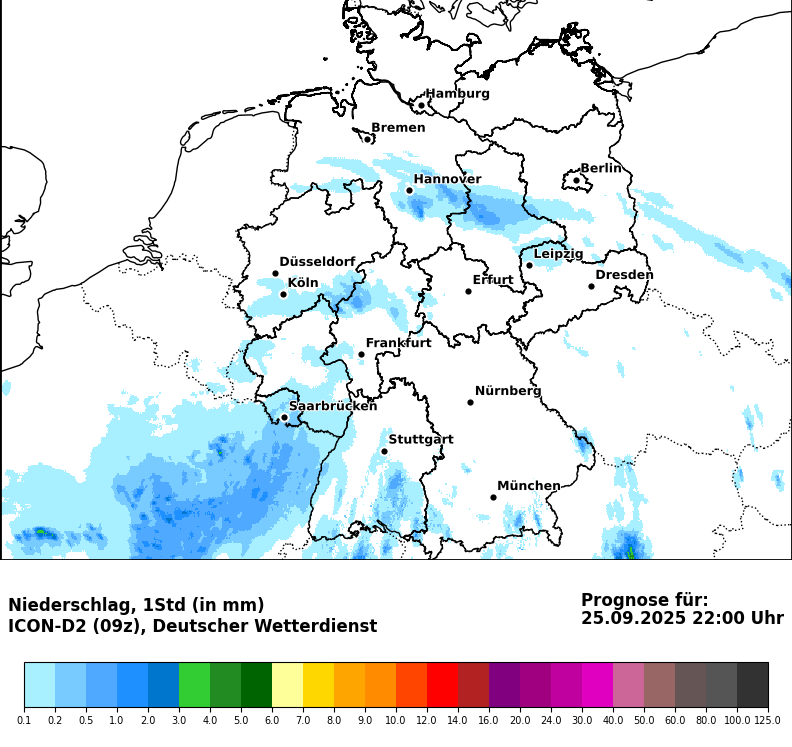 Hamburg
Bremen
Berlin
Hannover
Leipzig
Düsseldorf
Dresden
Köln
Erfurt
Frankfurt
Nürnberg
Saarbrücken
Stuttgart
München
Niederschlag, 1Std (in mm)
ICON-D2 (09z), Deutscher Wetterdienst
Prognose für:
25.09.2025 22:00 Uhr
0.1 0.2 0.5 1.0 2.0 3.0 4.0 5.0 6.0 7.0 8.0 9.0 10.0 12.0 14.0 16.0 20.0 24.0 30.0 40.0 50.0 60.0 80.0 100.0 125.0